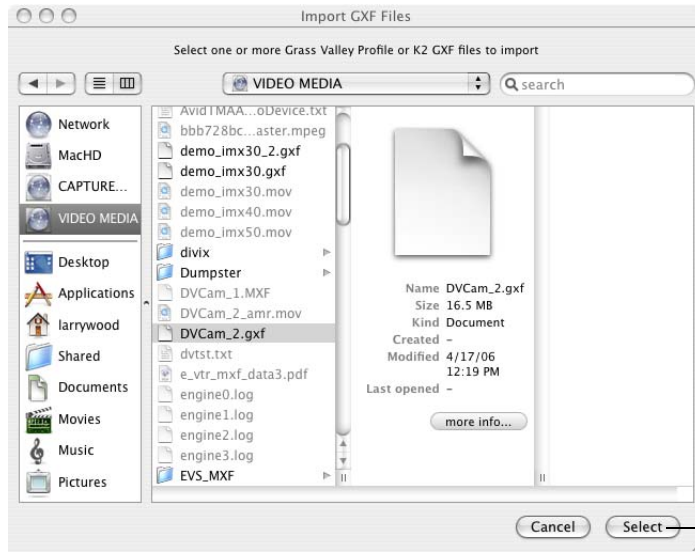 Import GXF Files
Select one or more Grass Valley Profile or K2 GXF files to import
VIDEO MEDIA
search
Network
MacHD
CAPTURE...
VIDEO MEDIA
Desktop
Applications
larrywood
Shared
Documents
Movies
Music
Pictures
AvidTMAA...oDevice.txt
bbb728bc...aster.mpeg
demo_imx30_2.gxf
demo_imx30.gxf
demo_imx30.mov
demo_imx40.mov
demo_imx50.mov
divix
Dumpster
DVCam_1.MXF
DVCam_2_amr.mov
DVCam_2.gxf
dvtst.txt
e_vtr_mxf_data3.pdf
engine0.log
engine1.log
engine2.log
engine3.log
EVS_MXF
Name DVCam_2.gxf
Size 16.5 MB
Kind Document
Created –
Modified 4/17/06
12:19 PM
Last opened –
more info...
Cancel
Select